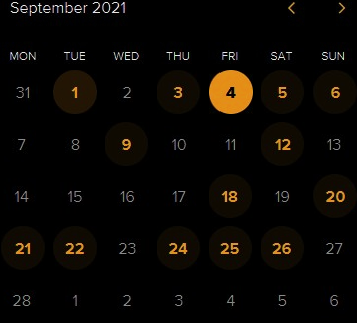 September 2021
MON TUE WED THU FRI SAT SUN
31 1 2 3 4 5 6
7 8 9 10 11 12 13
14 15 16 17 18 19 20
21 22 23 24 25 26 27
28 1 2 3 4 5 6